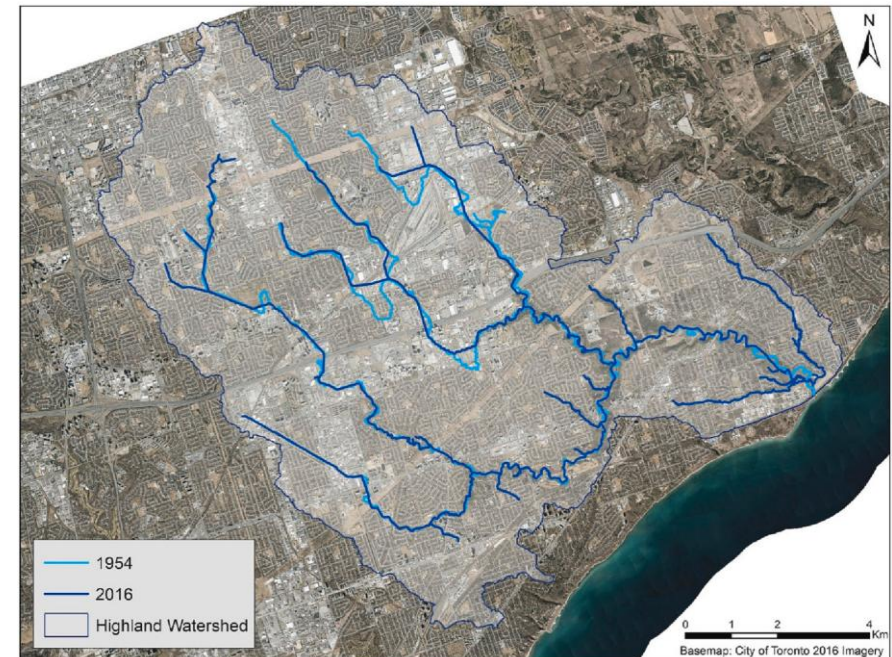 N
1954
2016
Highland Watershed
0 1 2 4
Km
Basemap: City of Toronto 2016 Imagery